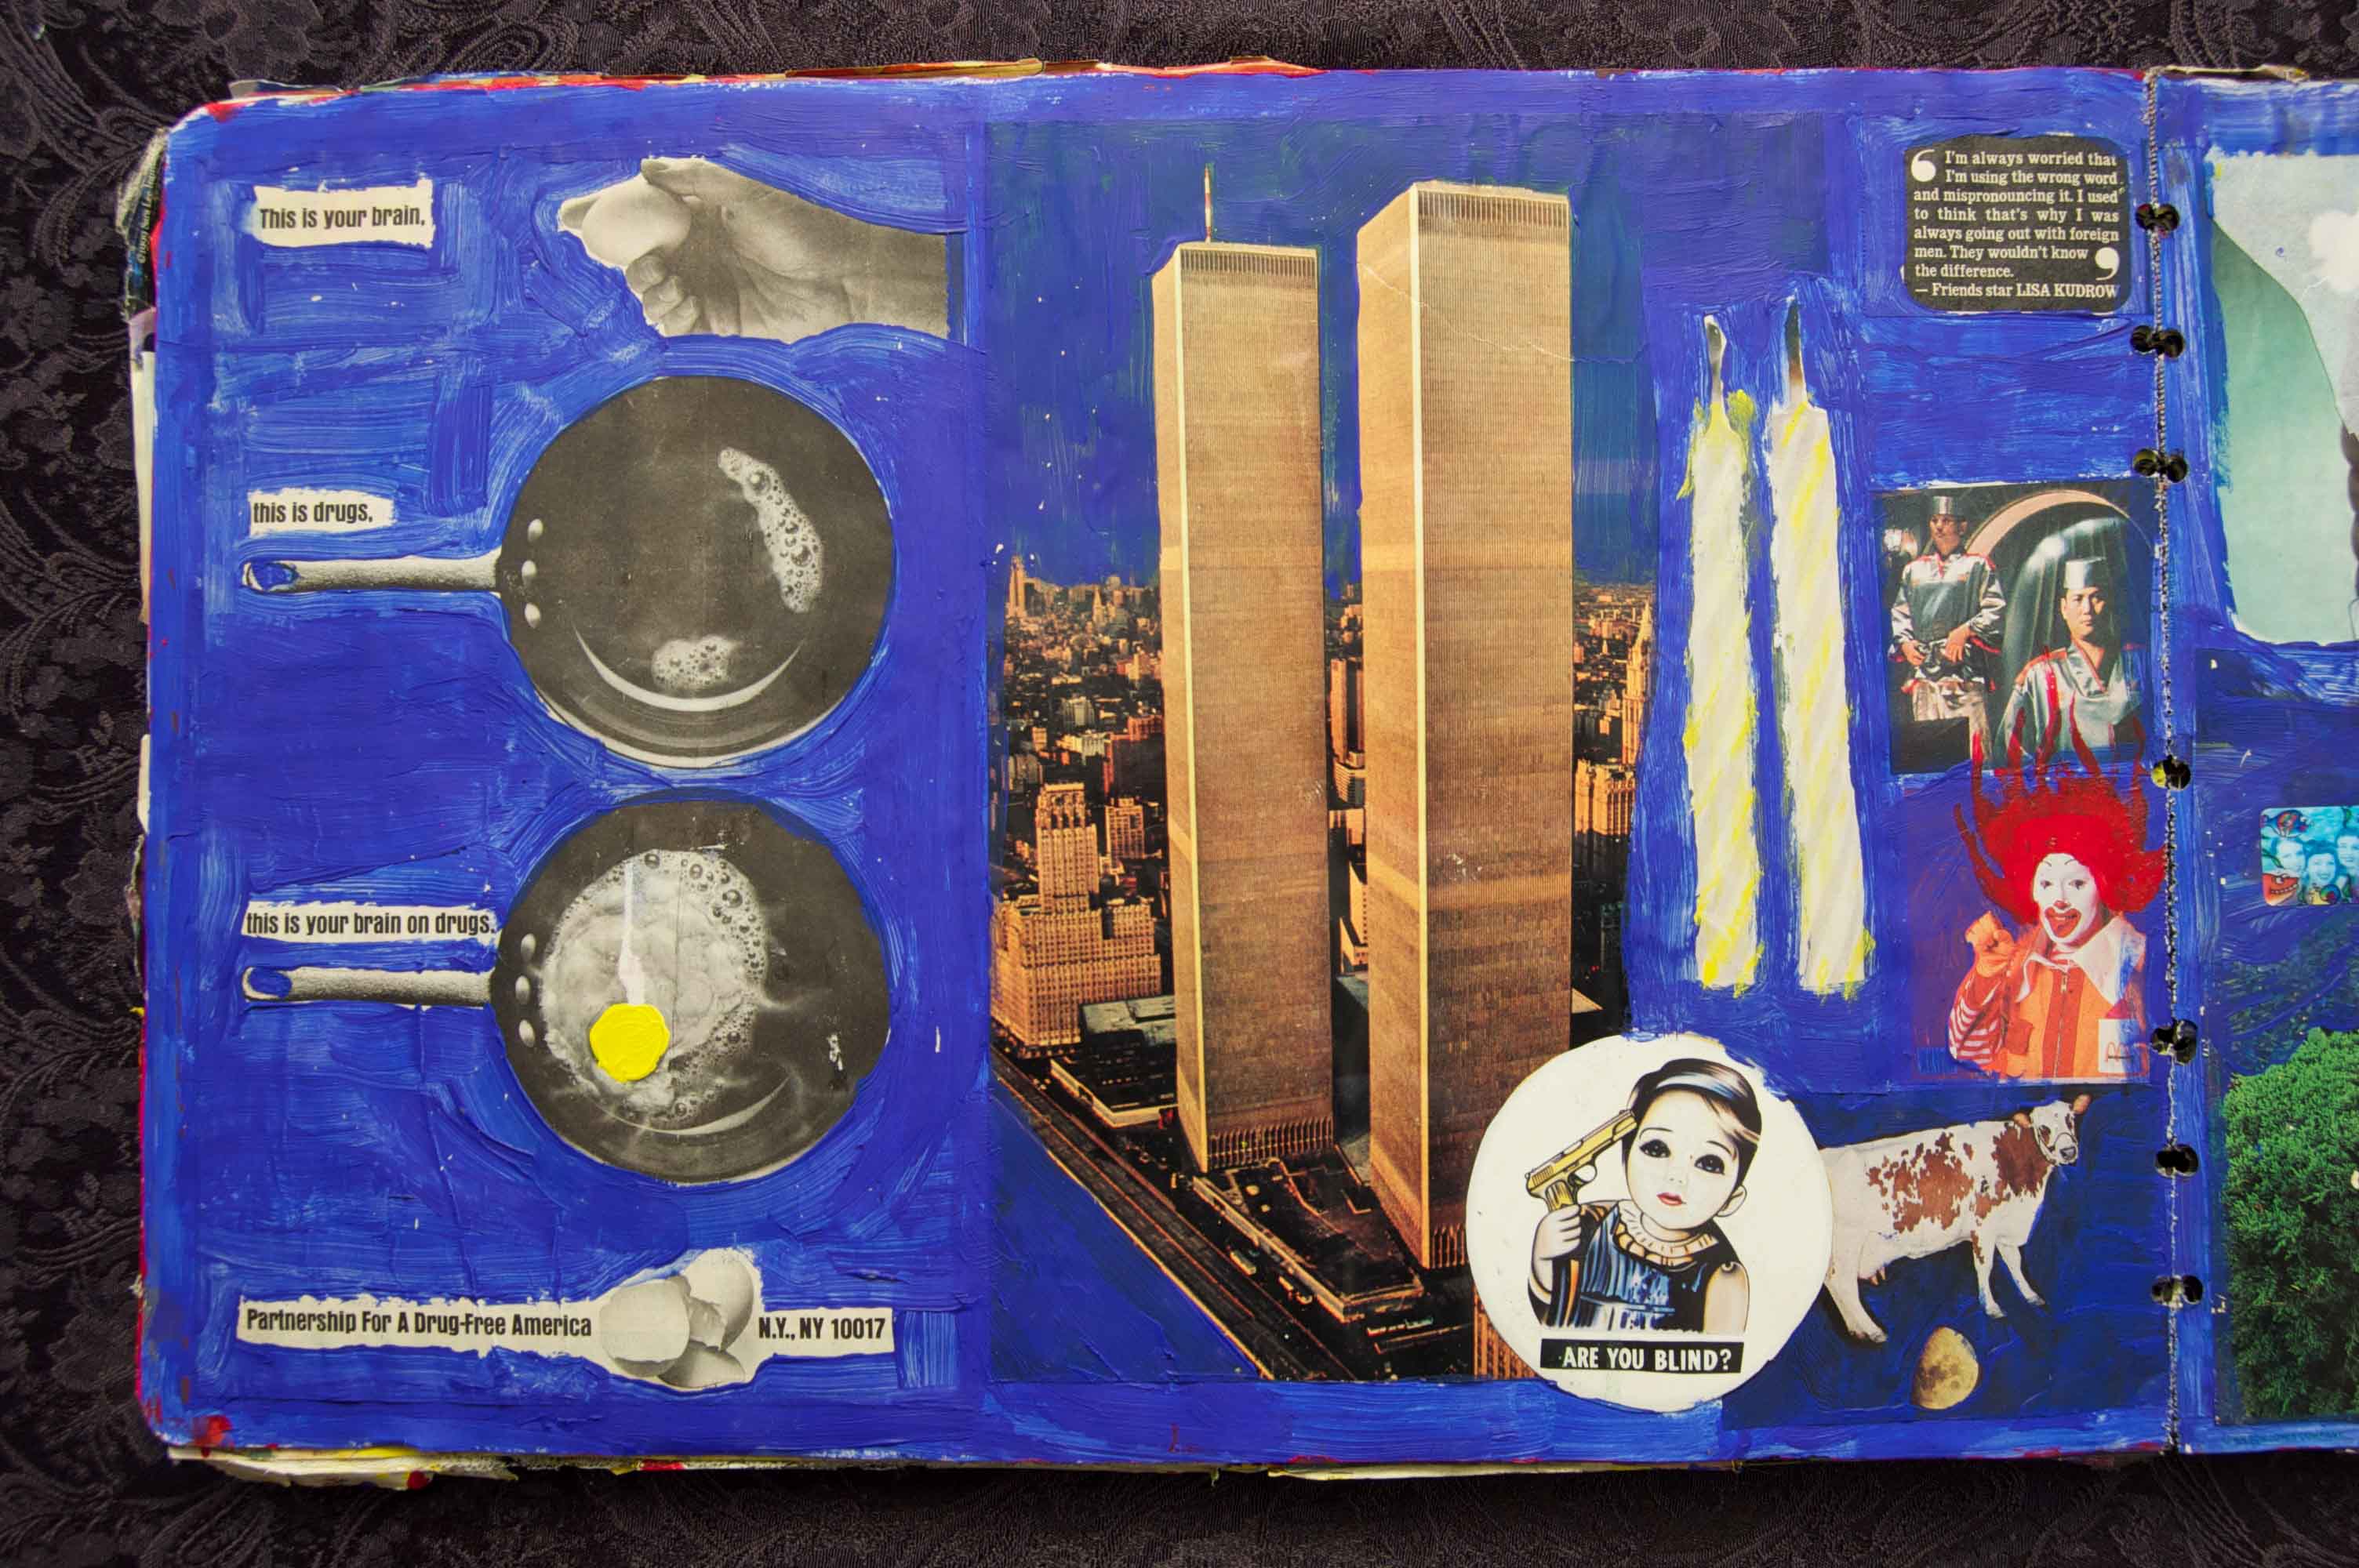 This is your brain.
this is drugs.
this is your brain on drugs.
Partnership For A Drug-Free America
N.Y., NY 10017
I'm always worried that
I'm using the wrong word
and mispronouncing it. I used
to think that's why I was
always going out with foreign
men. They wouldn't know
the difference.
— Friends star LISA KUDROW
ARE YOU BLIND?